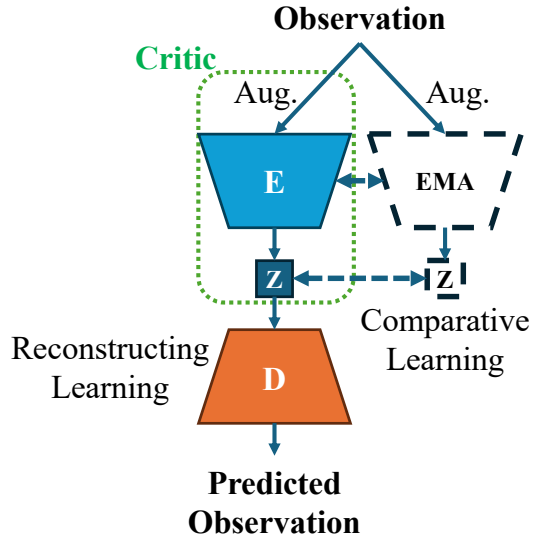 Observation
Critic
Aug.
Aug.
E
EMA
Z
Z
Comparative
Learning
Reconstructing
Learning
D
Predicted
Observation